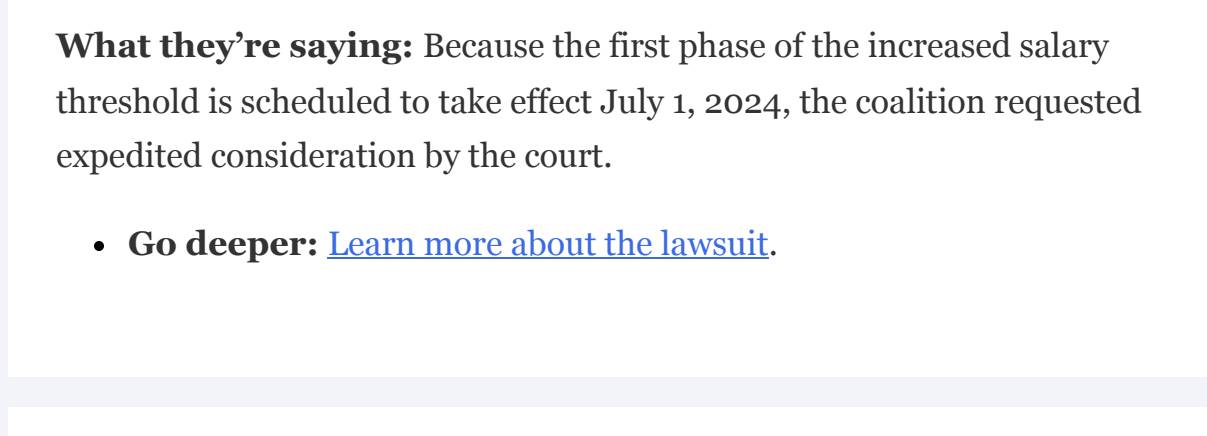 What they’re saying: Because the first phase of the increased salary
threshold is scheduled to take effect July 1, 2024, the coalition requested
expedited consideration by the court.
• Go deeper: Learn more about the lawsuit.